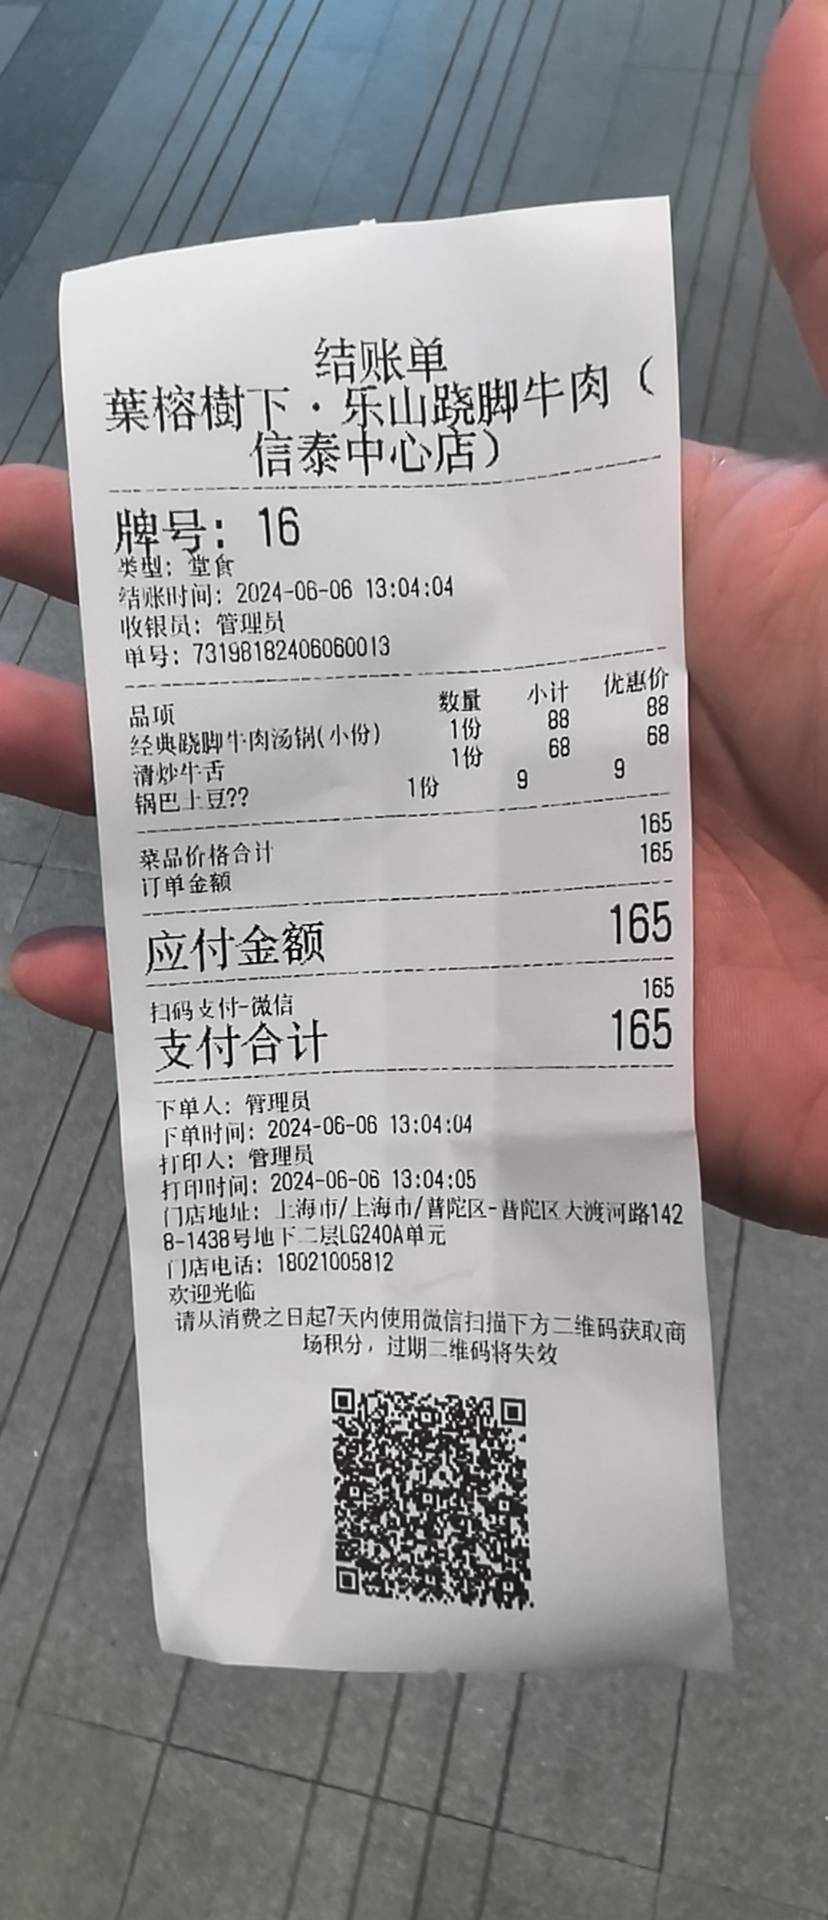 结账单
葉榕樹下·乐山跷脚牛肉（
信泰中心店）
牌号: 16
类型: 堂食
结账时间: 2024-06-06 13:04:04
收银员: 管理员
单号: 73198182406060013
品项 数量 小计 优惠价
经典跷脚牛肉汤锅(小份) 1份 88 88
清炒牛舌 1份 68 68
锅巴土豆?? 1份 9 9
菜品价格合计 165
订单金额 165
应付金额 165
扫码支付-微信 165
支付合计 165
下单人: 管理员
下单时间: 2024-06-06 13:04:04
打印人: 管理员
打印时间: 2024-06-06 13:04:05
门店地址: 上海市/上海市/普陀区-普陀区大渡河路142
8-1438号地下二层LG240A单元
门店电话: 18021005812
欢迎光临
请从消费之日起7天内使用微信扫描下方二维码获取商
场积分，过期二维码将失效